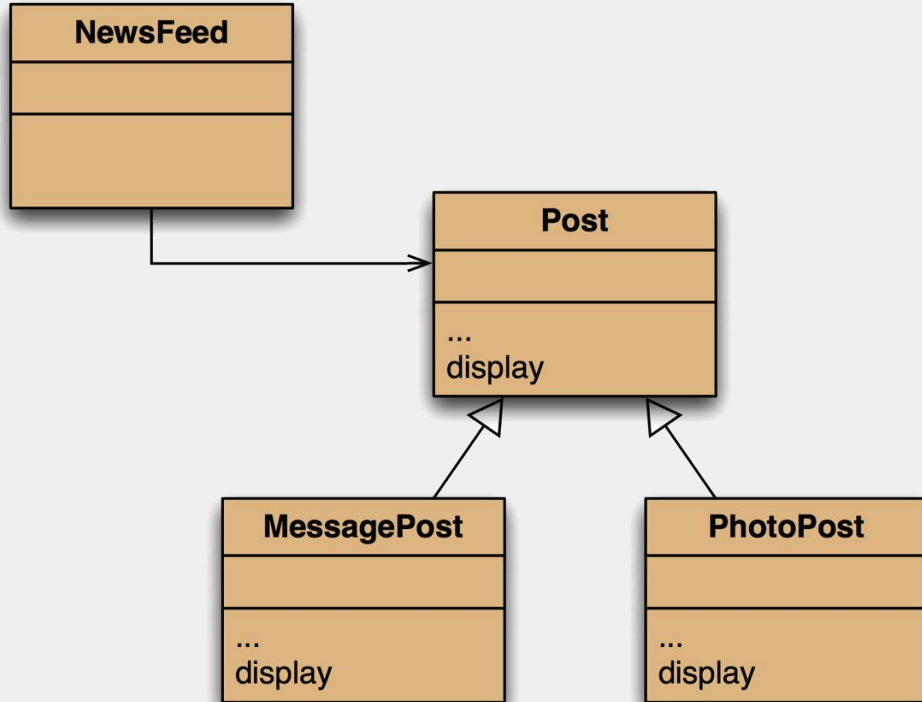 NewsFeed
Post
...
display
MessagePost
...
display
PhotoPost
...
display